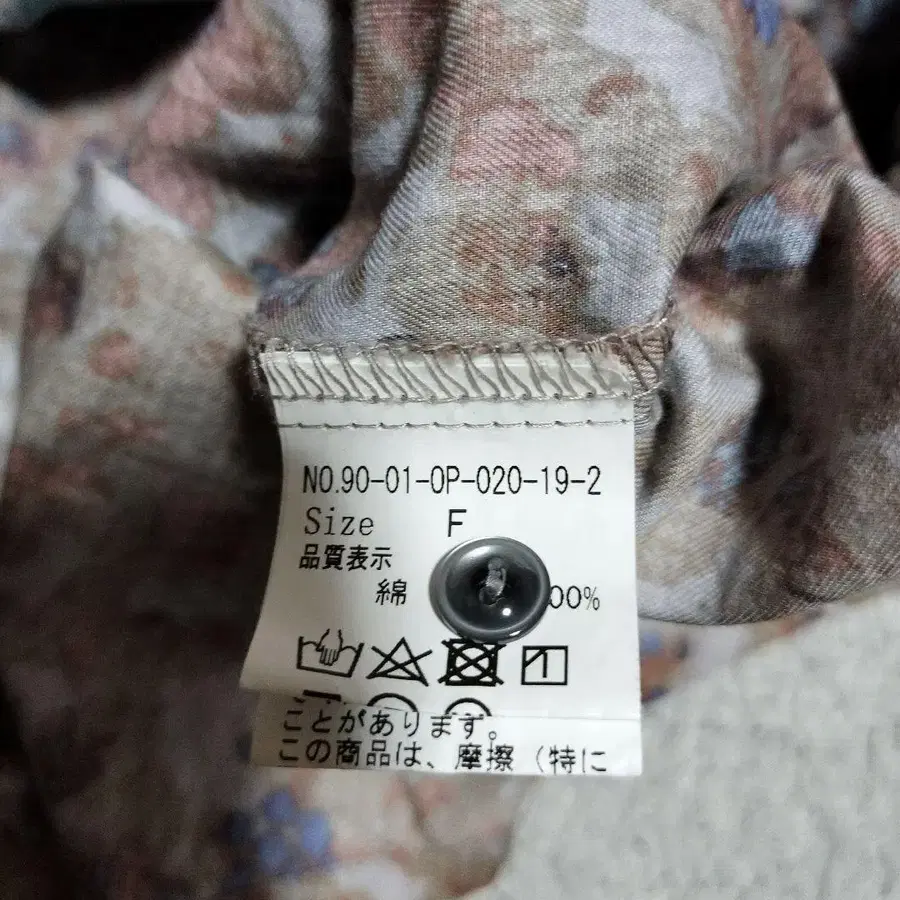 NO.90-01-OP-020-19-2
Size F
品質表示
綿 00%
ことがあります。
この商品は、摩擦（特に